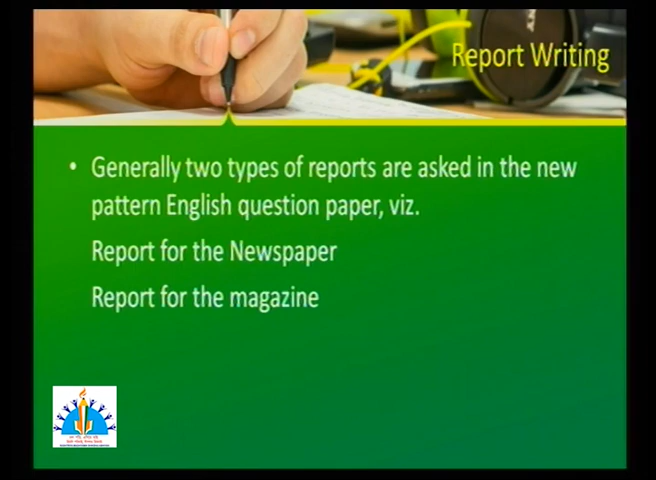 Report Writing
• Generally two types of reports are asked in the new
pattern English question paper, viz.
Report for the Newspaper
Report for the magazine